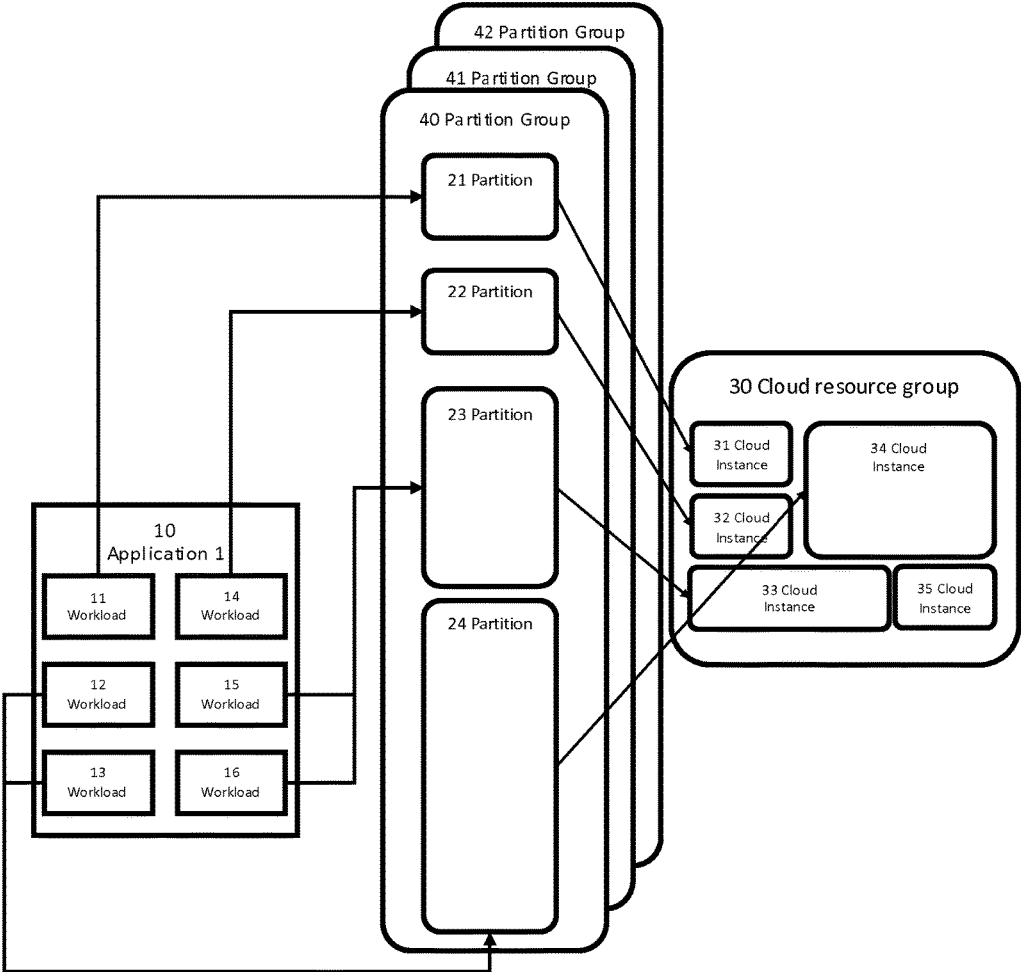 42 Partition Group
41 Partition Group
40 Partition Group
21 Partition
22 Partition
23 Partition
24 Partition
10
Application 1
11
Workload
14
Workload
12
Workload
15
Workload
13
Workload
16
Workload
30 Cloud resource group
31 Cloud
Instance
34 Cloud
Instance
32 Cloud
Instance
33 Cloud
Instance
35 Cloud
Instance